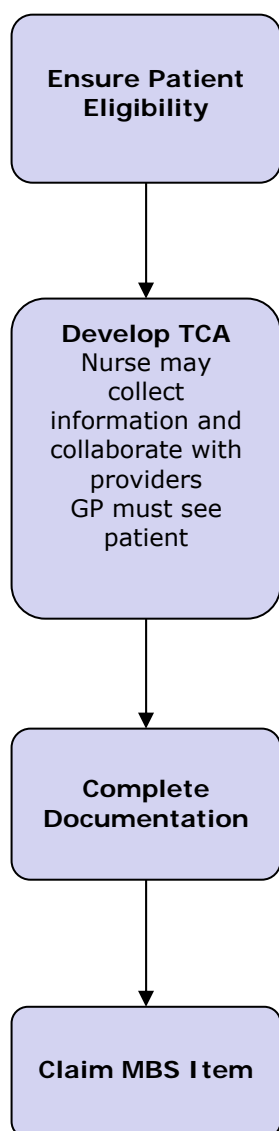 Ensure Patient
Eligibility
Develop TCA
Nurse may
collect
information and
collaborate with
providers
GP must see
patient
Complete
Documentation
Claim MBS Item